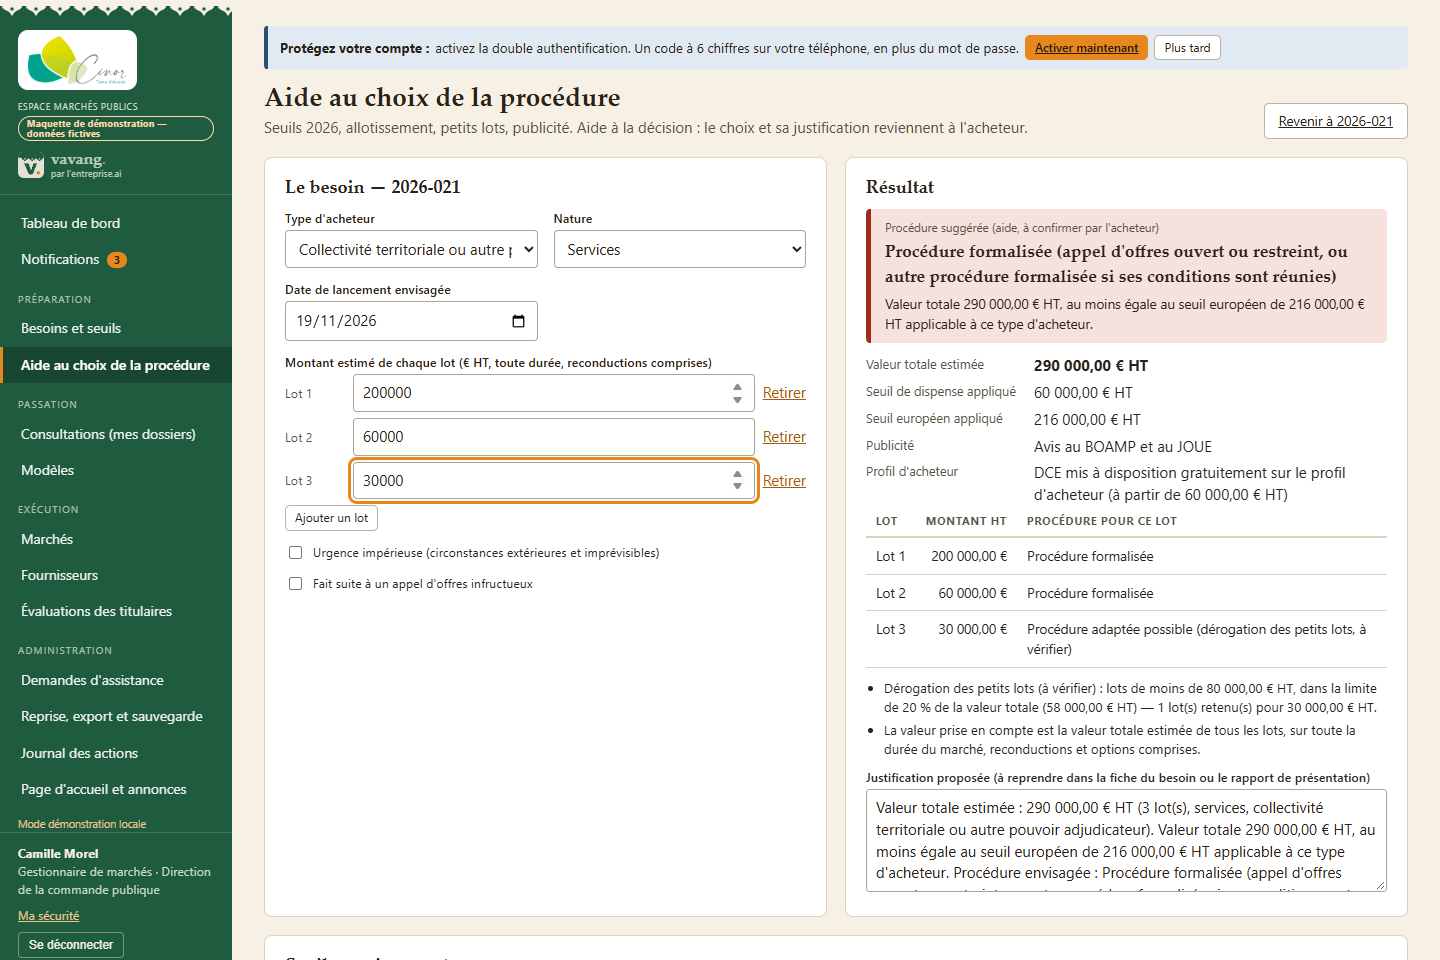 Cinor
Terre d'Avenir
ESPACE MARCHÉS PUBLICS
Maquette de démonstration —
données fictives
vavang.
par l'entreprise.ai
Tableau de bord
Notifications 3
PRÉPARATION
Besoins et seuils
Aide au choix de la procédure
PASSATION
Consultations (mes dossiers)
Modèles
EXÉCUTION
Marchés
Fournisseurs
Évaluations des titulaires
ADMINISTRATION
Demandes d'assistance
Reprise, export et sauvegarde
Journal des actions
Page d'accueil et annonces
Mode démonstration locale
Camille Morel
Gestionnaire de marchés · Direction
de la commande publique
Ma sécurité
Se déconnecter
Protégez votre compte : activez la double authentification. Un code à 6 chiffres sur votre téléphone, en plus du mot de passe. Activer maintenant Plus tard
Aide au choix de la procédure
Seuils 2026, allotissement, petits lots, publicité. Aide à la décision : le choix et sa justification reviennent à l'acheteur.
Revenir à 2026-021
Le besoin — 2026-021
Type d'acheteur Nature
Collectivité territoriale ou autre p Services
Date de lancement envisagée
19/11/2026
Montant estimé de chaque lot (€ HT, toute durée, reconductions comprises)
Lot 1 200000 Retirer
Lot 2 60000 Retirer
Lot 3 30000 Retirer
Ajouter un lot
Urgence impérieuse (circonstances extérieures et imprévisibles)
Fait suite à un appel d'offres infructueux
Résultat
Procédure suggérée (aide, à confirmer par l'acheteur)
Procédure formalisée (appel d'offres ouvert ou restreint, ou
autre procédure formalisée si ses conditions sont réunies)
Valeur totale 290 000,00 € HT, au moins égale au seuil européen de 216 000,00 €
HT applicable à ce type d'acheteur.
Valeur totale estimée 290 000,00 € HT
Seuil de dispense appliqué 60 000,00 € HT
Seuil européen appliqué 216 000,00 € HT
Publicité Avis au BOAMP et au JOUE
Profil d'acheteur DCE mis à disposition gratuitement sur le profil
d'acheteur (à partir de 60 000,00 € HT)
LOT MONTANT HT PROCÉDURE POUR CE LOT
Lot 1 200 000,00 € Procédure formalisée
Lot 2 60 000,00 € Procédure formalisée
Lot 3 30 000,00 € Procédure adaptée possible (dérogation des petits lots, à
vérifier)
• Dérogation des petits lots (à vérifier) : lots de moins de 80 000,00 € HT, dans la limite
de 20 % de la valeur totale (58 000,00 € HT) — 1 lot(s) retenu(s) pour 30 000,00 € HT.
• La valeur prise en compte est la valeur totale estimée de tous les lots, sur toute la
durée du marché, reconductions et options comprises.
Justification proposée (à reprendre dans la fiche du besoin ou le rapport de présentation)
Valeur totale estimée : 290 000,00 € HT (3 lot(s), services, collectivité
territoriale ou autre pouvoir adjudicateur). Valeur totale 290 000,00 € HT, au
moins égale au seuil européen de 216 000,00 € HT applicable à ce type
d'acheteur. Procédure envisagée : Procédure formalisée (appel d'offres